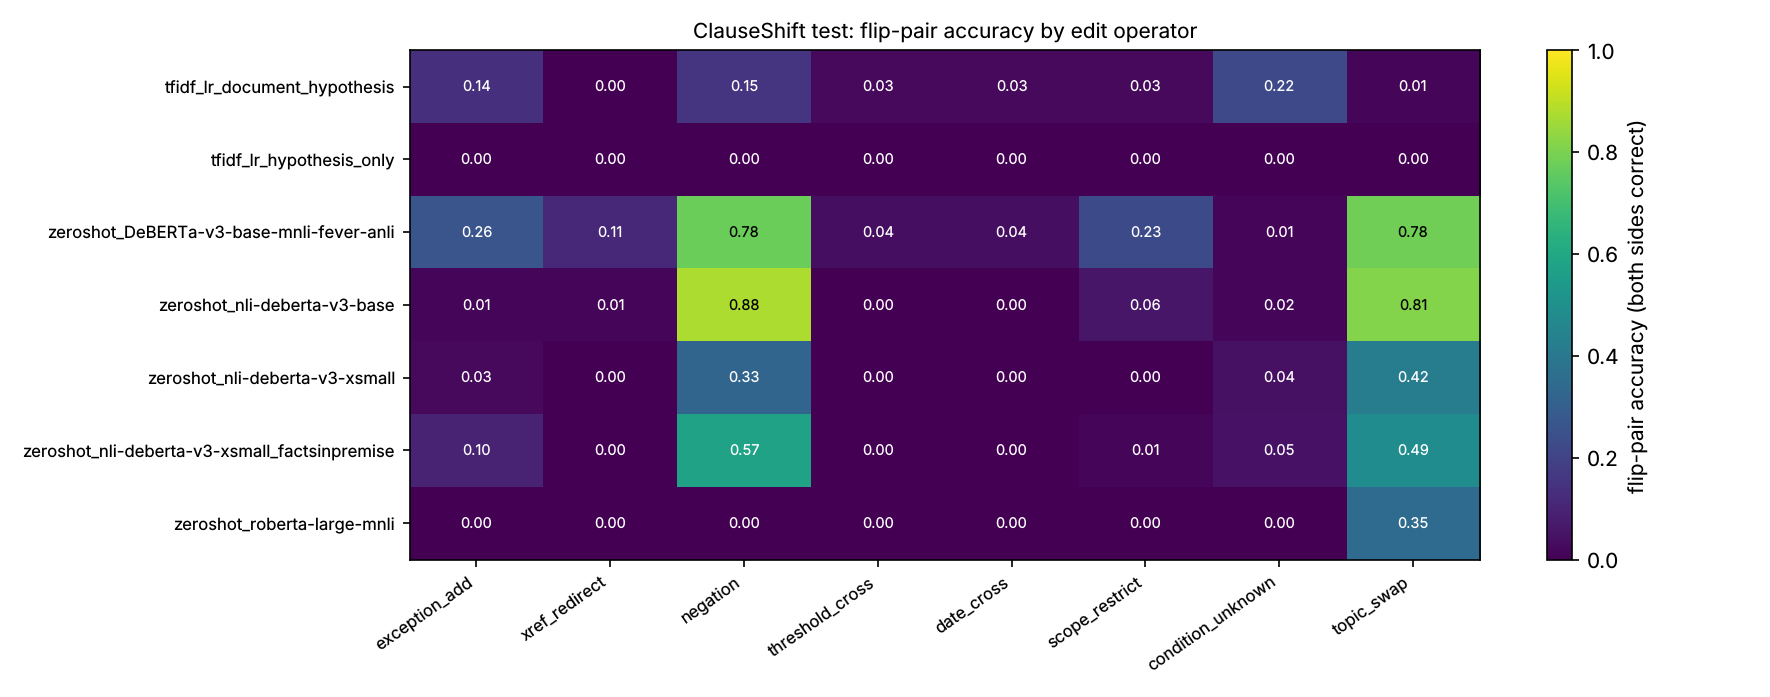 ClauseShift test: flip-pair accuracy by edit operator
tfidf_lr_document_hypothesis 0.14 0.00 0.15 0.03 0.03 0.03 0.22 0.01
tfidf_lr_hypothesis_only 0.00 0.00 0.00 0.00 0.00 0.00 0.00 0.00
zeroshot_DeBERTa-v3-base-mnli-fever-anli 0.26 0.11 0.78 0.04 0.04 0.23 0.01 0.78
zeroshot_nli-deberta-v3-base 0.01 0.01 0.88 0.00 0.00 0.06 0.02 0.81
zeroshot_nli-deberta-v3-xsmall 0.03 0.00 0.33 0.00 0.00 0.00 0.04 0.42
zeroshot_nli-deberta-v3-xsmall_factsinpremise 0.10 0.00 0.57 0.00 0.00 0.01 0.05 0.49
zeroshot_roberta-large-mnli 0.00 0.00 0.00 0.00 0.00 0.00 0.00 0.35
exception_add
xref_redirect
negation
threshold_cross
date_cross
scope_restrict
condition_unknown
topic_swap
1.0
0.8
0.6
0.4
0.2
0.0
flip-pair accuracy (both sides correct)